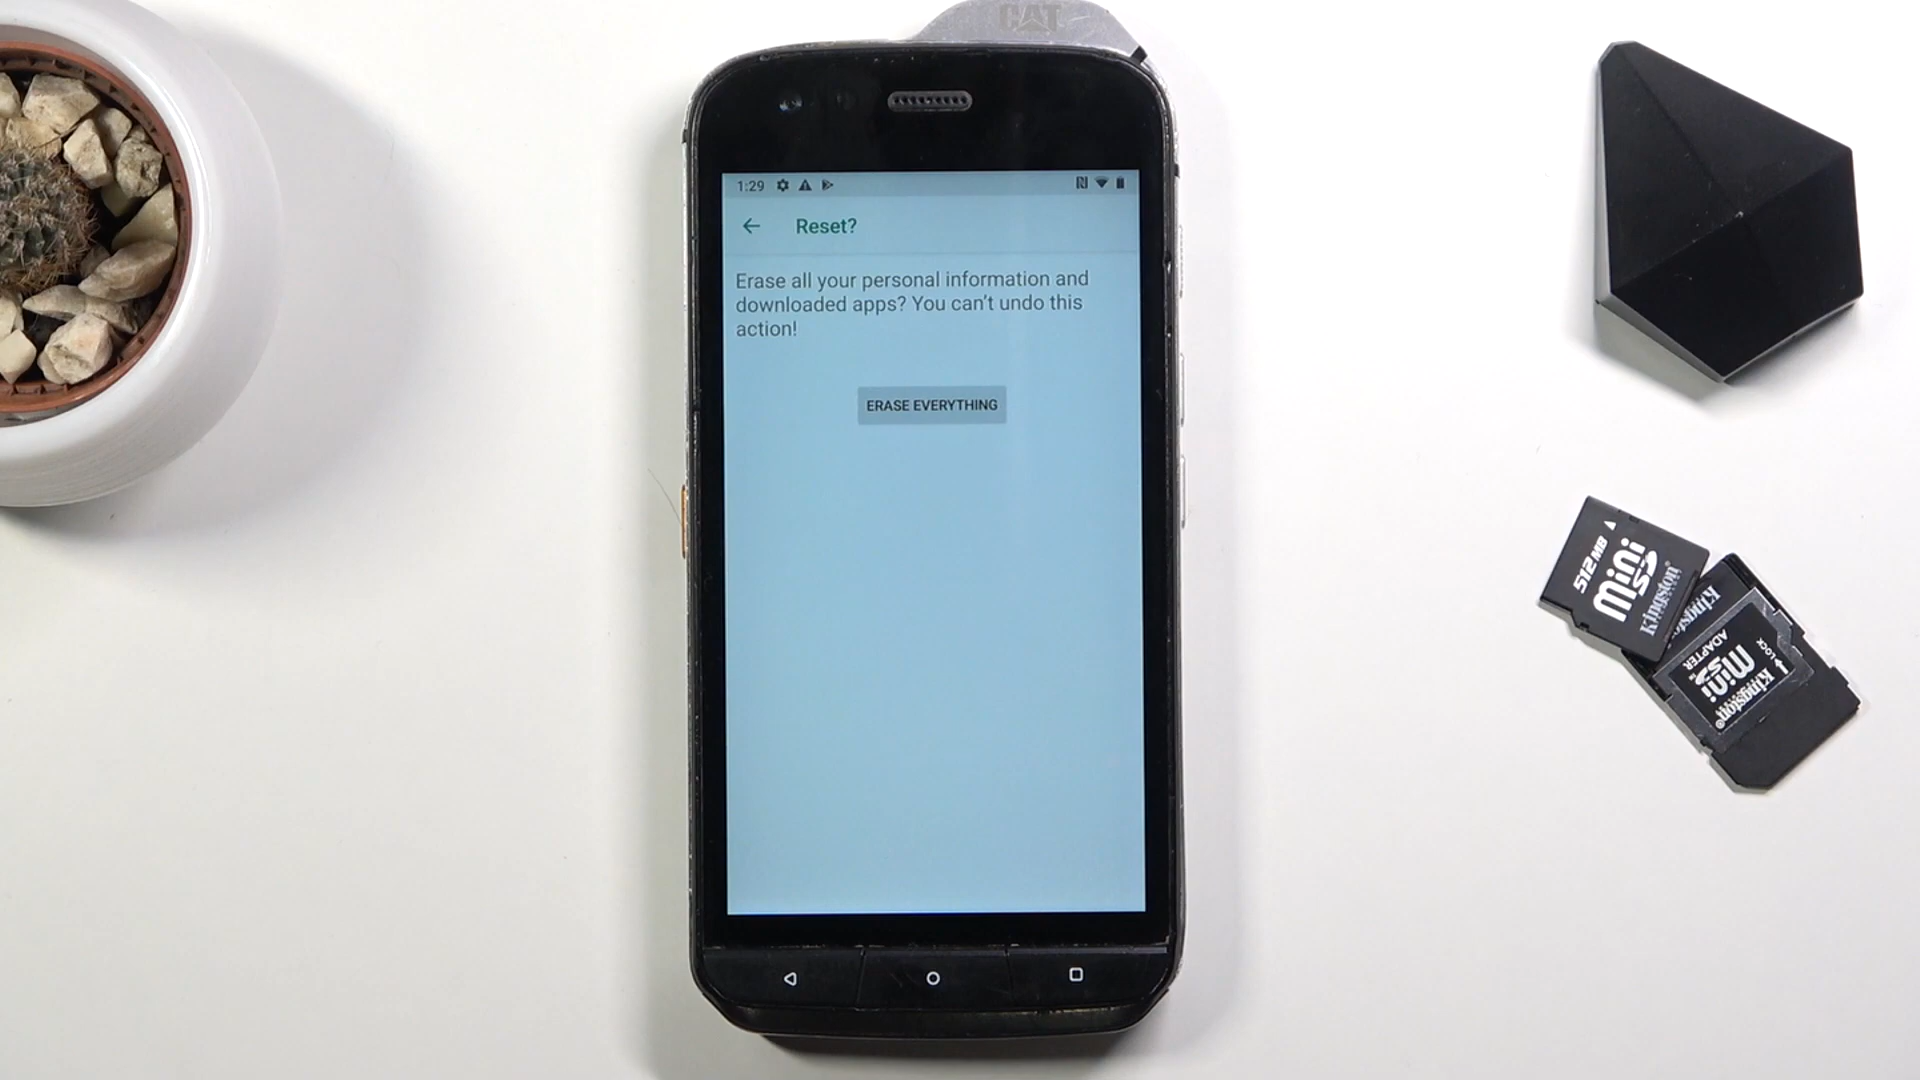 CAT
1:29
Reset?
Erase all your personal information and
downloaded apps? You can't undo this
action!
ERASE EVERYTHING
512MB
mini
SD
Kingston
Kingston
ADAPTER
mini
SD
Kingston®
LOCK